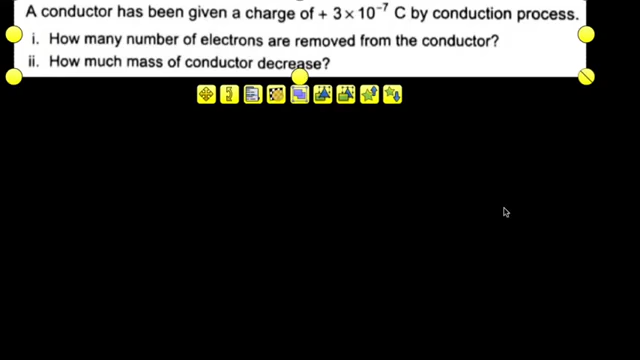 A conductor has been given a charge of + 3 × 10⁻⁷ C by conduction process.
i. How many number of electrons are removed from the conductor?
ii. How much mass of conductor decrease?